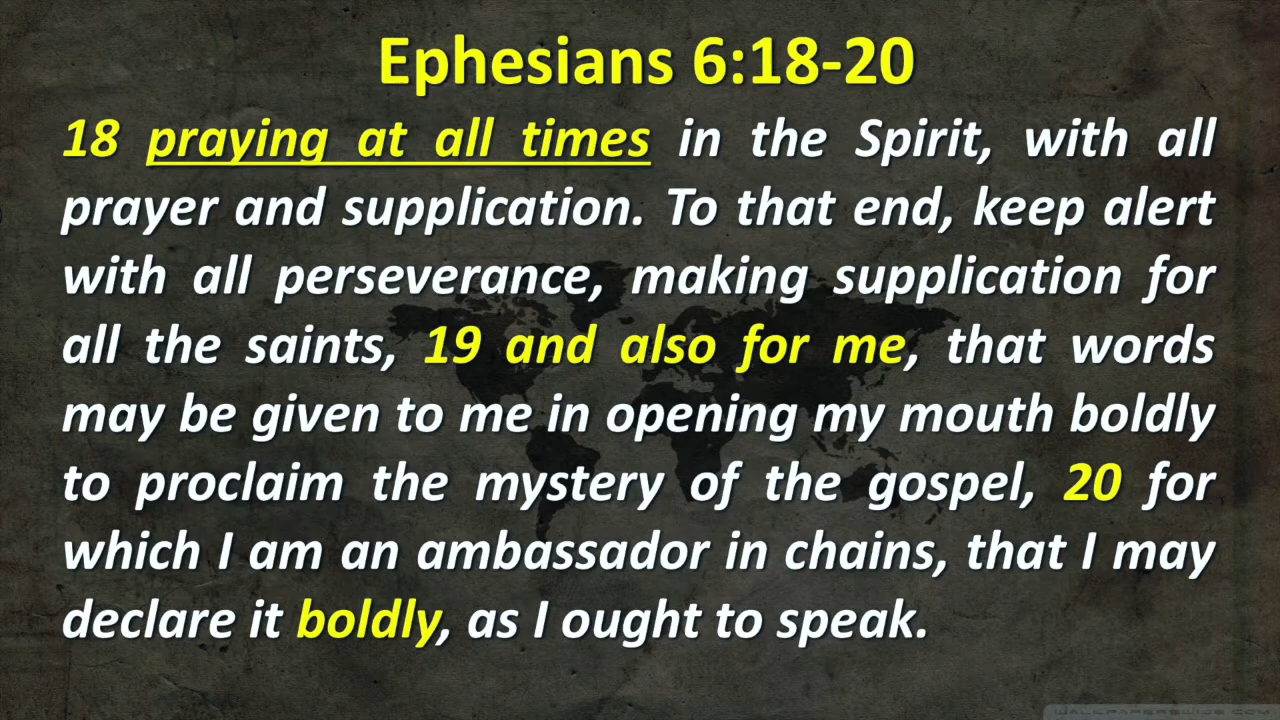 Ephesians 6:18-20
18 praying at all times in the Spirit, with all
prayer and supplication. To that end, keep alert
with all perseverance, making supplication for
all the saints, 19 and also for me, that words
may be given to me in opening my mouth boldly
to proclaim the mystery of the gospel, 20 for
which I am an ambassador in chains, that I may
declare it boldly, as I ought to speak.
WALLPAPERSWIDE.COM